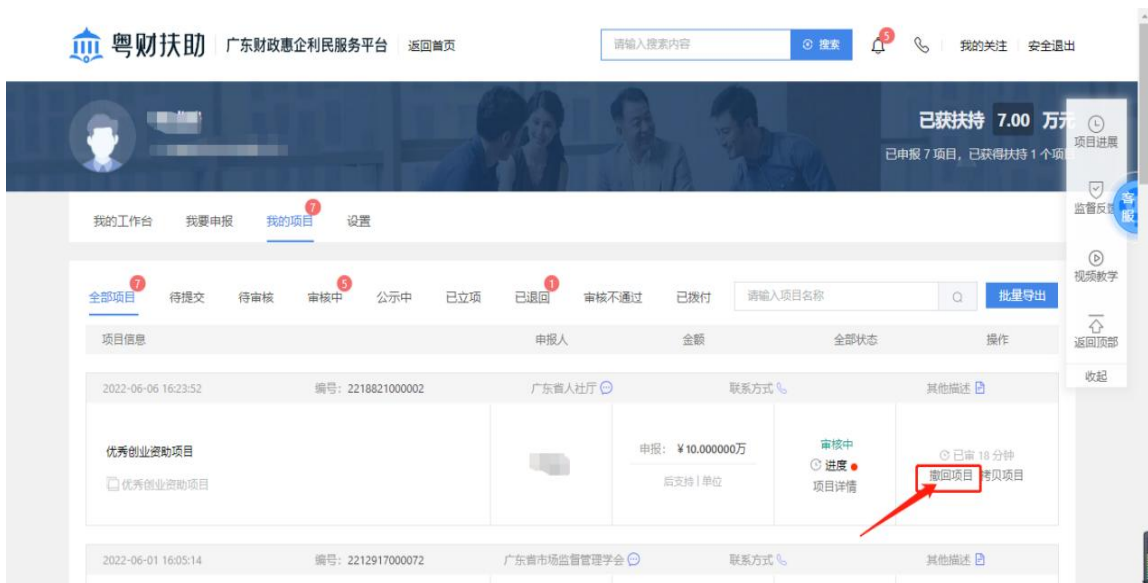 粤财扶助 广东财政惠企利民服务平台 返回首页 请输入搜索内容 搜索 5 我的关注 安全退出
已获扶持 7.00 万元
已申报 7 项目，已获得扶持 1 个项
项目进展
监督反馈
客服
视频教学
返回顶部
收起
我的工作台 我要申报 我的项目 7 设置
全部项目 7 待提交 待审核 审核中 5 公示中 已立项 已退回 1 审核不通过 已拨付 请输入项目名称 批量导出
项目信息 申报人 金额 全部状态 操作
2022-06-06 16:23:52 编号：2218821000002 广东省人社厅 联系方式 其他描述
优秀创业资助项目
优秀创业资助项目
申报：￥10.000000万
后支持 | 单位
审核中
进度
项目详情
已审 18 分钟
撤回项目 拷贝项目
2022-06-01 16:05:14 编号：2212917000072 广东省市场监督管理学会 联系方式 其他描述